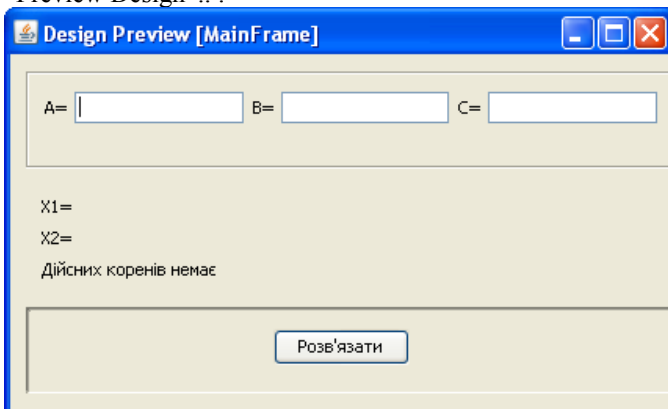 Preview Design
Design Preview [MainFrame]
A= B= C=
X1=
X2=
Дійсних коренів немає
Розв'язати